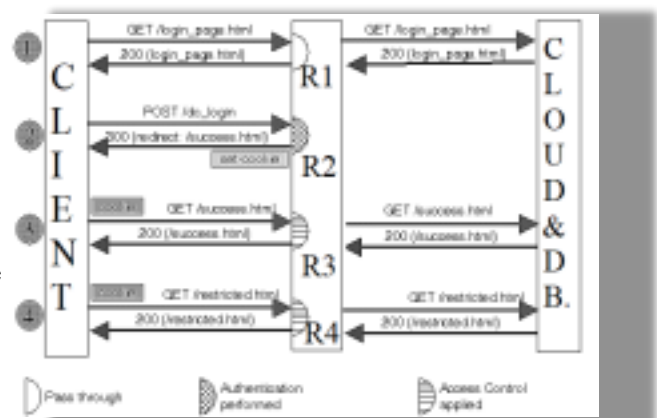 1
GET /login_page.html
GET /login_page.html
200 (login_page.html)
200 (login_page.html)
R1
2
POST /do_login
200 (redirect: /success.html)
set-cookie
R2
3
cookie
GET /success.html
GET /success.html
200 (/success.html)
200 (/success.html)
R3
4
cookie
GET /restricted.html
GET /restricted.html
200 (/restricted.html)
200 (/restricted.html)
R4
CLIENT
CLOUD & DB.
Pass through
Authentication
performed
Access Control
applied